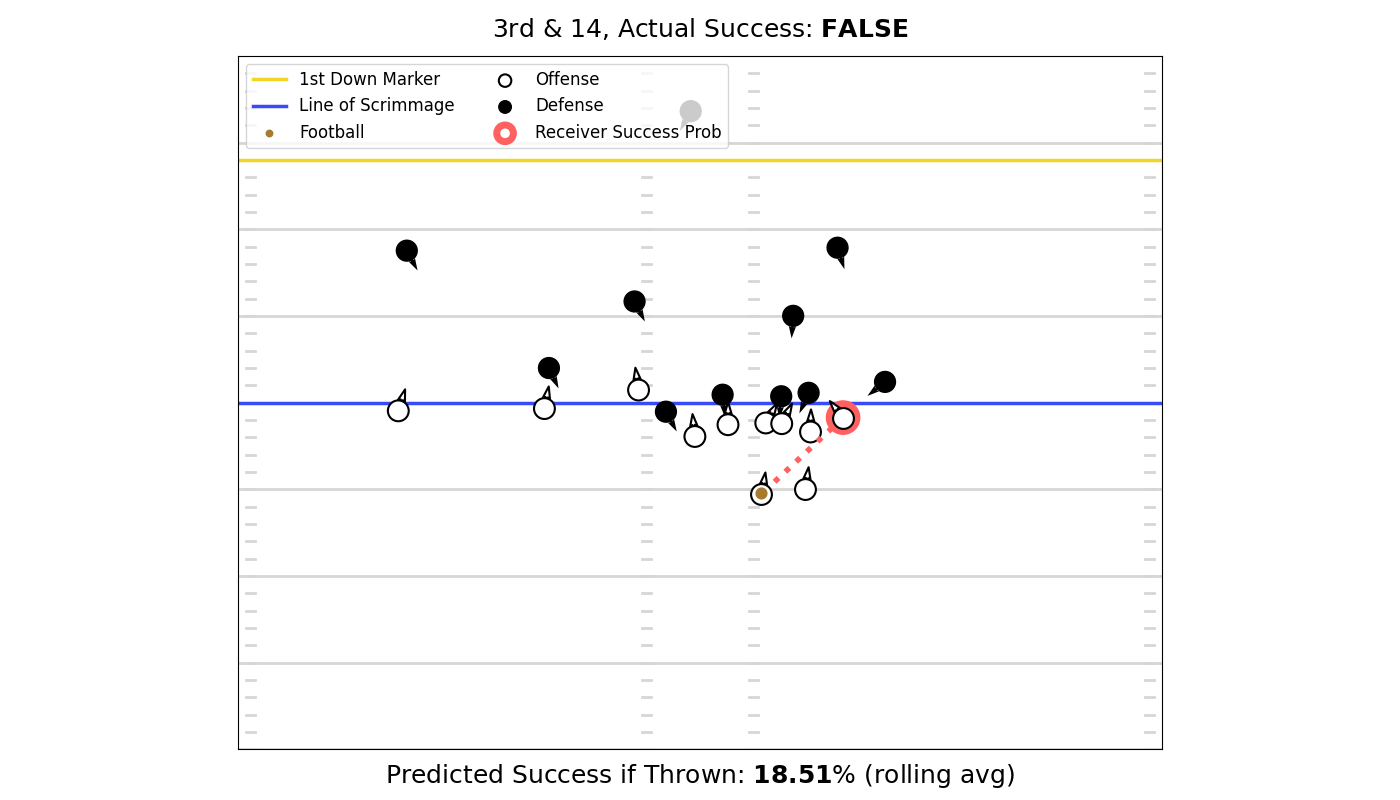 3rd & 14, Actual Success: FALSE
1st Down Marker
Line of Scrimmage
Football
Offense
Defense
Receiver Success Prob
Predicted Success if Thrown: 18.51% (rolling avg)